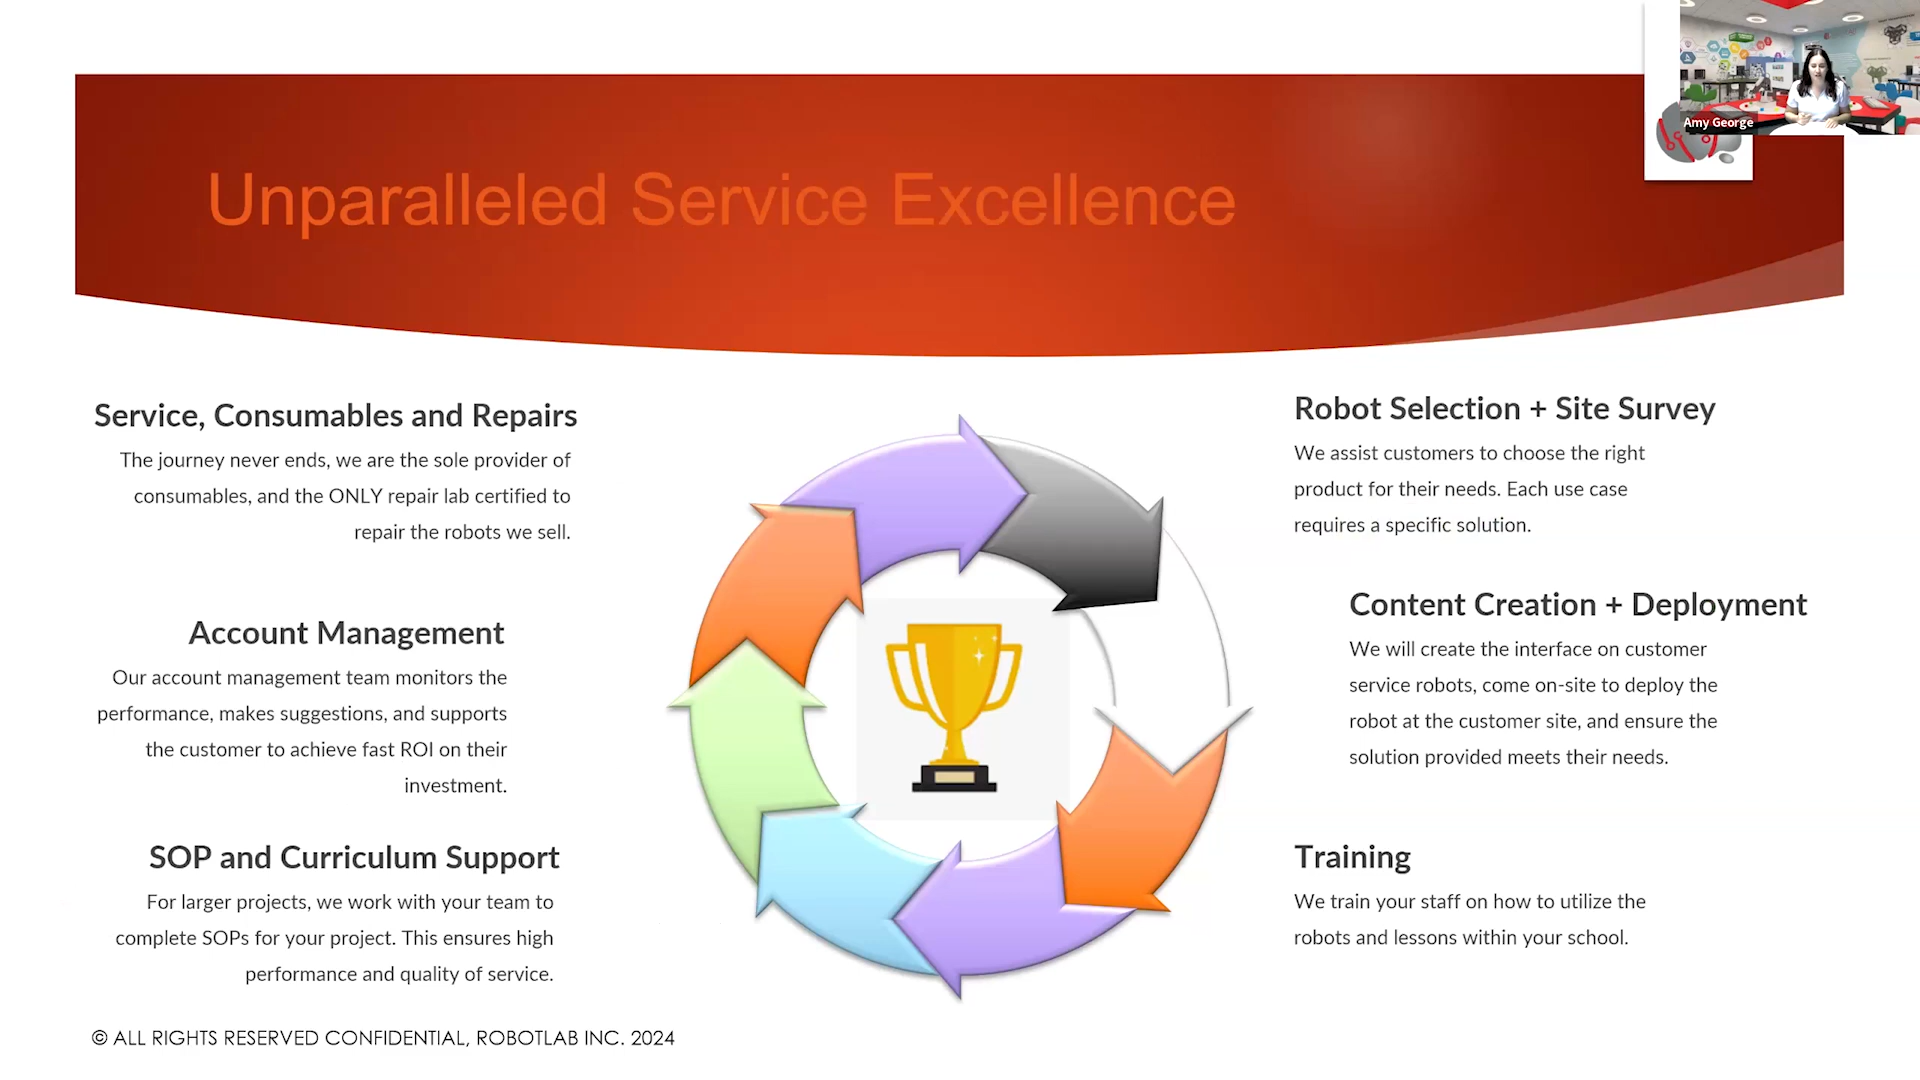 Amy George
Unparalleled Service Excellence
Service, Consumables and Repairs
The journey never ends, we are the sole provider of
consumables, and the ONLY repair lab certified to
repair the robots we sell.
Account Management
Our account management team monitors the
performance, makes suggestions, and supports
the customer to achieve fast ROI on their
investment.
SOP and Curriculum Support
For larger projects, we work with your team to
complete SOPs for your project. This ensures high
performance and quality of service.
Robot Selection + Site Survey
We assist customers to choose the right
product for their needs. Each use case
requires a specific solution.
Content Creation + Deployment
We will create the interface on customer
service robots, come on-site to deploy the
robot at the customer site, and ensure the
solution provided meets their needs.
Training
We train your staff on how to utilize the
robots and lessons within your school.
© ALL RIGHTS RESERVED CONFIDENTIAL, ROBOTLAB INC. 2024